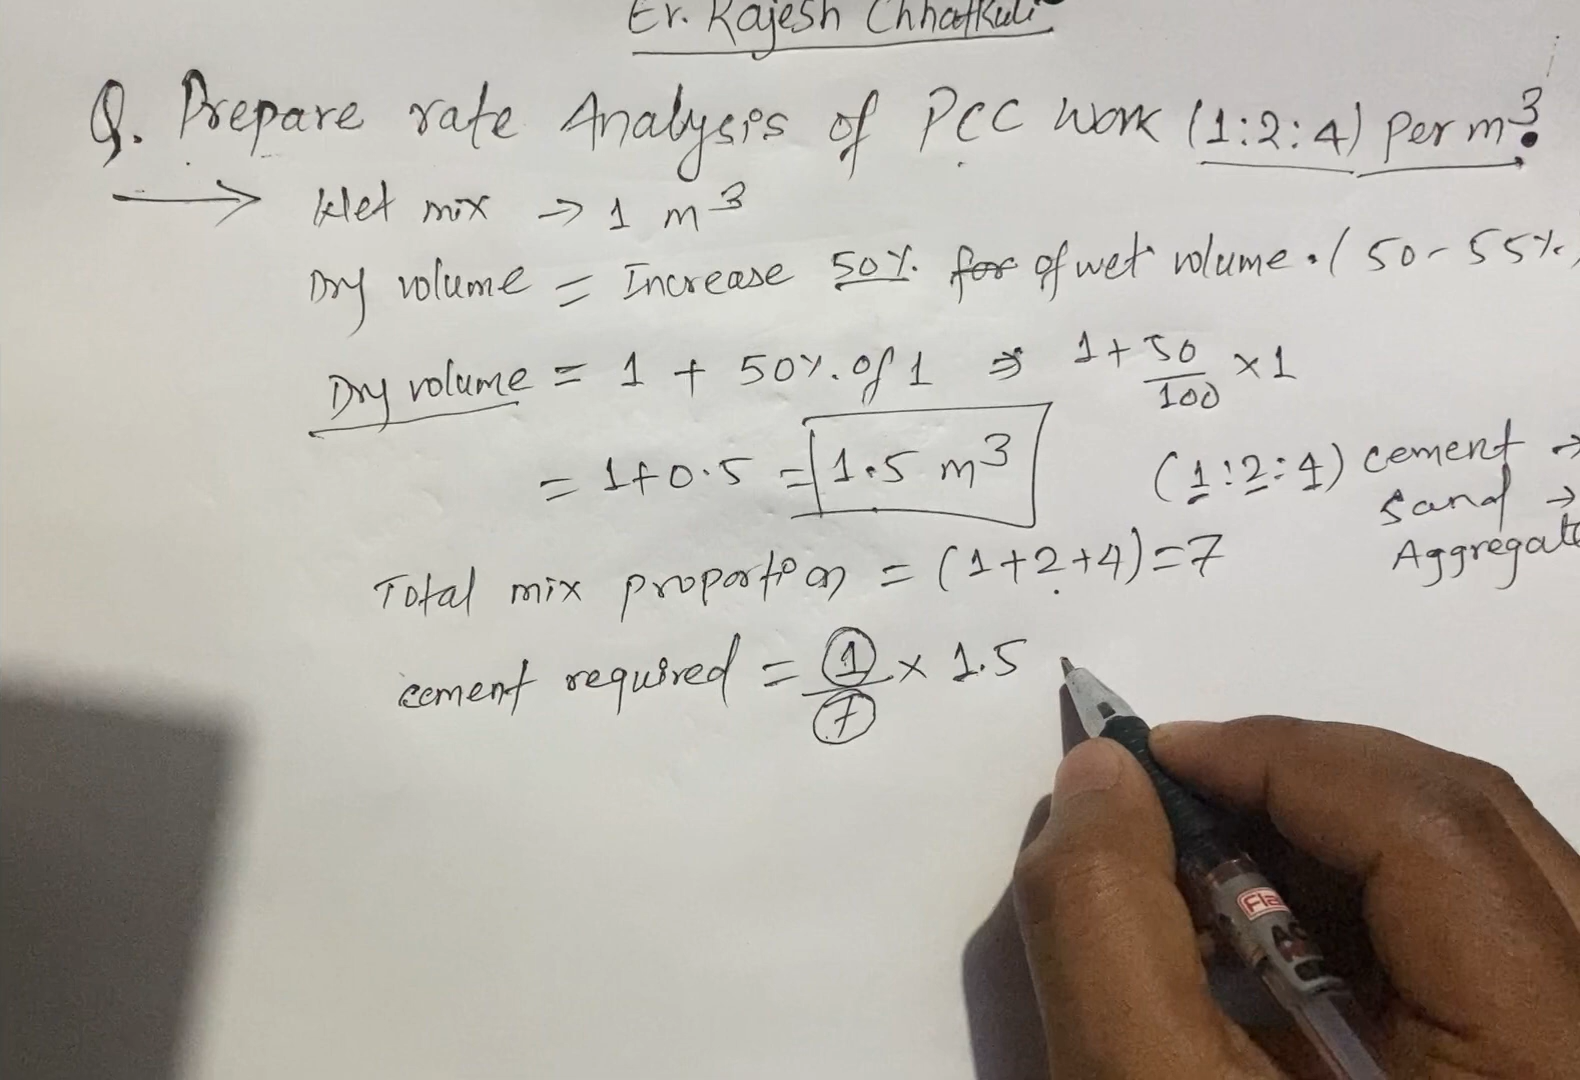 Er. Rajesh Chhatkuli
Q. Prepare rate Analysis of PCC work (1:2:4) per m³.
→ Wet mix → 1 m³
Dry volume = Increase 50% for of wet volume. (50-55%
Dry volume = 1 + 50% of 1 ⇒ 1 + 50/100 × 1
= 1+0.5 = 1.5 m³
(1:2:4) cement →
Sand →
Aggregate
Total mix proportion = (1+2+4)=7
cement required = 1/7 × 1.5
Fla